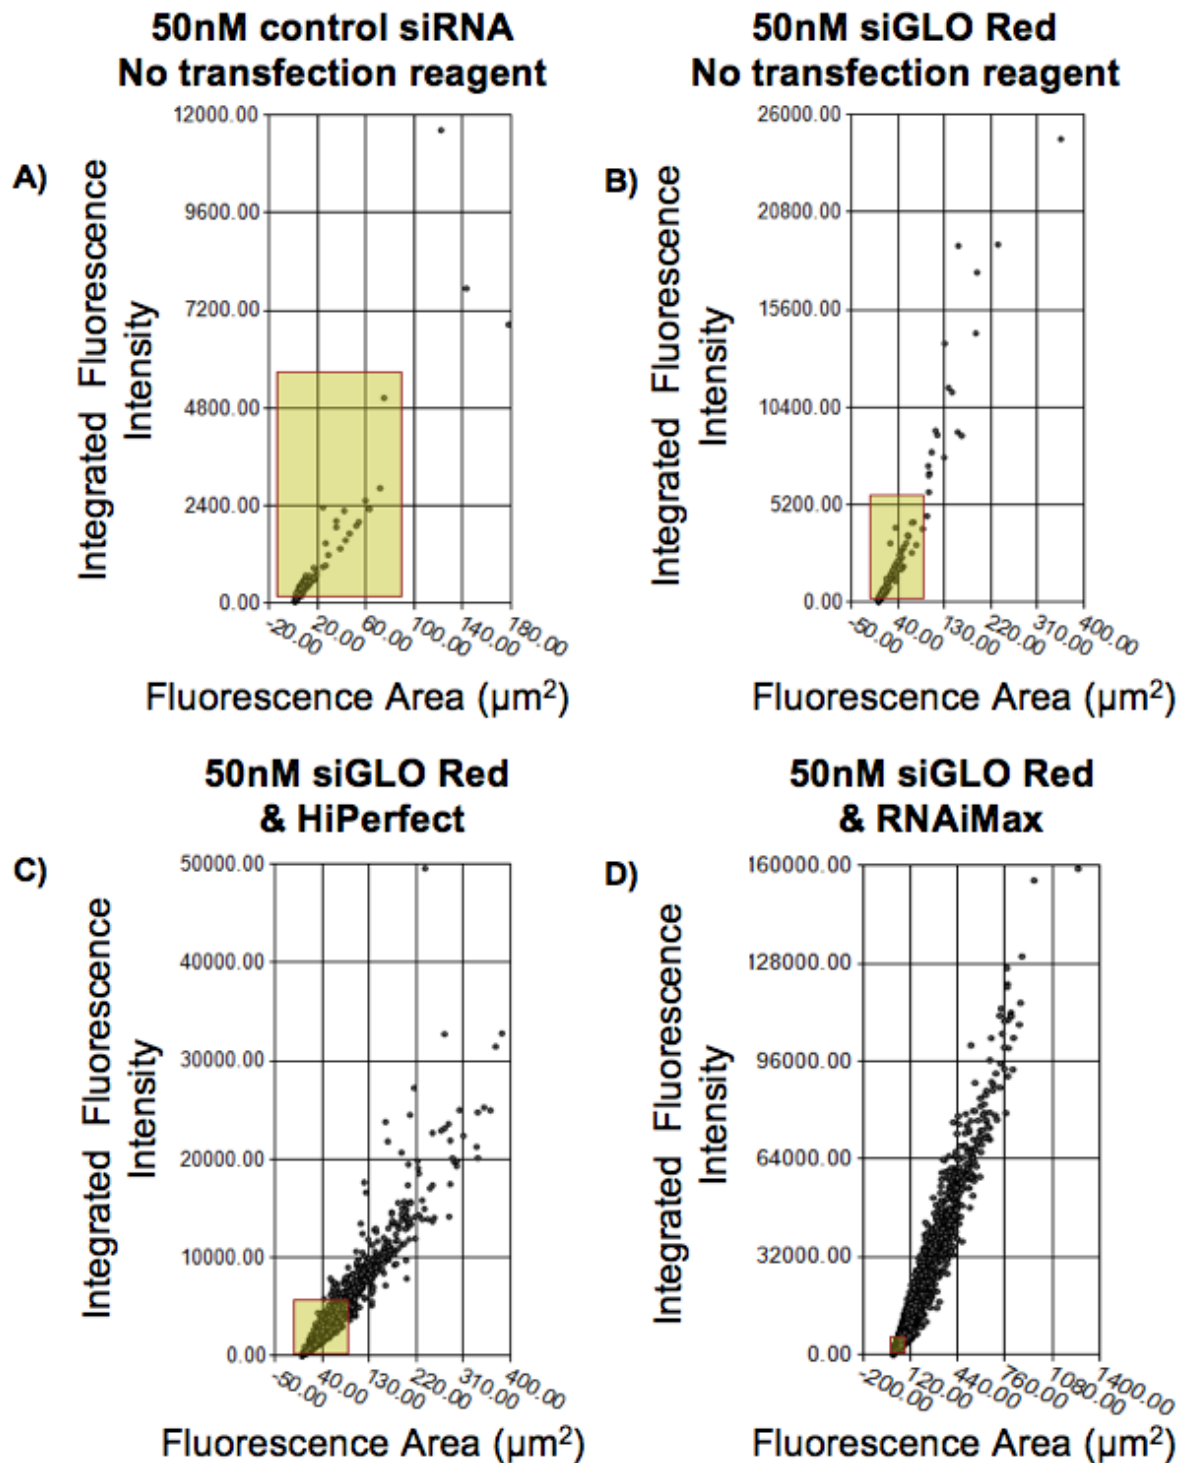 50nM control siRNA
No transfection reagent
A)
Integrated Fluorescence
Intensity
12000.00
9600.00
7200.00
4800.00
2400.00
0.00
-20.00
20.00
60.00
100.00
140.00
180.00
Fluorescence Area (µm²)
50nM siGLO Red
No transfection reagent
B)
Integrated Fluorescence
Intensity
26000.00
20800.00
15600.00
10400.00
5200.00
0.00
-50.00
40.00
130.00
220.00
310.00
400.00
Fluorescence Area (µm²)
50nM siGLO Red
& HiPerfect
C)
Integrated Fluorescence
Intensity
50000.00
40000.00
30000.00
20000.00
10000.00
0.00
-50.00
40.00
130.00
220.00
310.00
400.00
Fluorescence Area (µm²)
50nM siGLO Red
& RNAiMax
D)
Integrated Fluorescence
Intensity
160000.00
128000.00
96000.00
64000.00
32000.00
0.00
-200.00
120.00
440.00
760.00
1080.00
1400.00
Fluorescence Area (µm²)